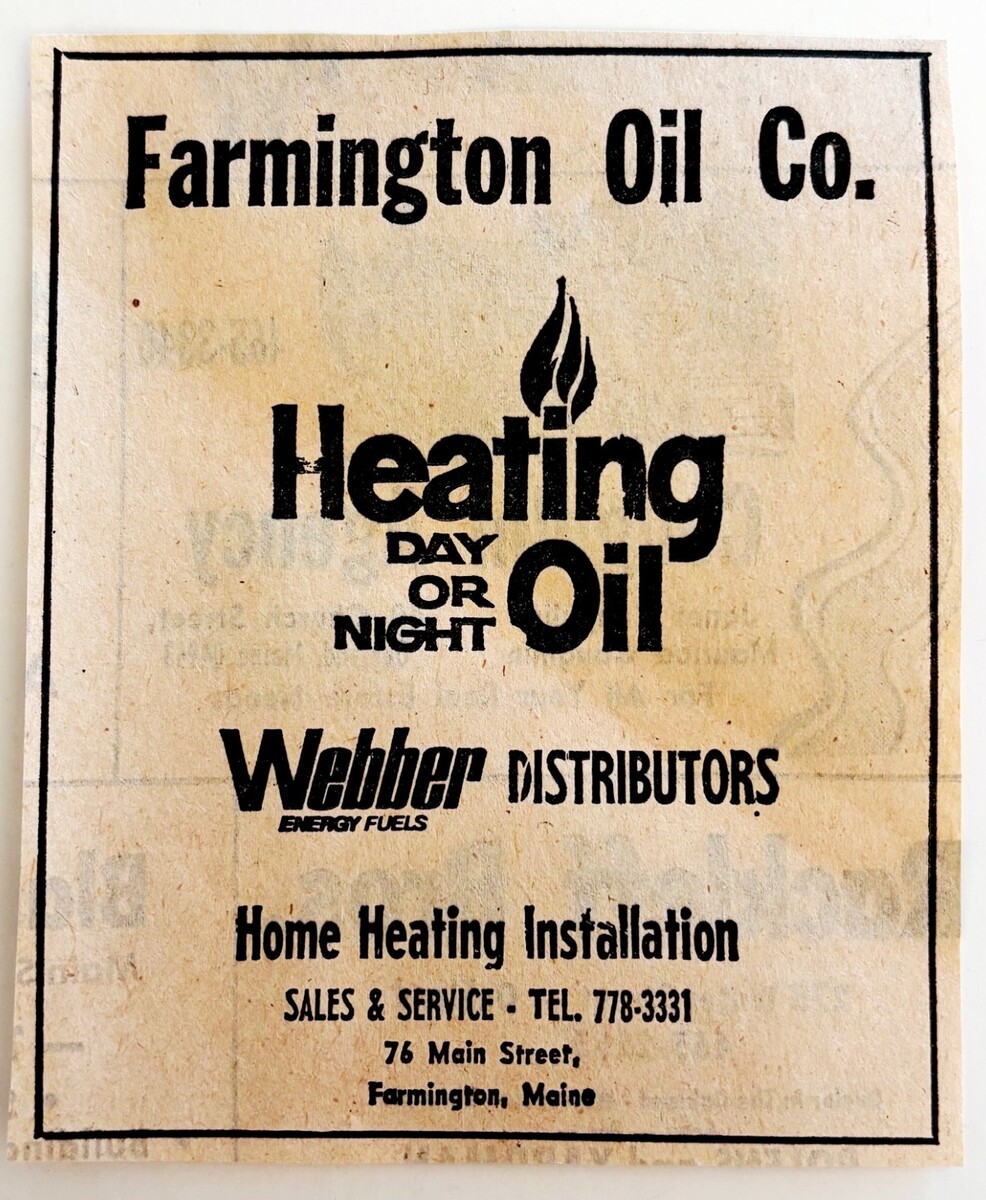 Farmington Oil Co.
Heating
DAY
OR
NIGHT
Oil
Webber DISTRIBUTORS
ENERGY FUELS
Home Heating Installation
SALES & SERVICE - TEL. 778-3331
76 Main Street,
Farmington, Maine